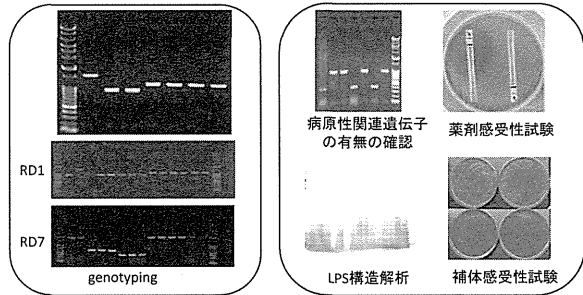 RD1
RD7
genotyping
病原性関連遺伝子
の有無の確認
薬剤感受性試験
LPS構造解析
補体感受性試験